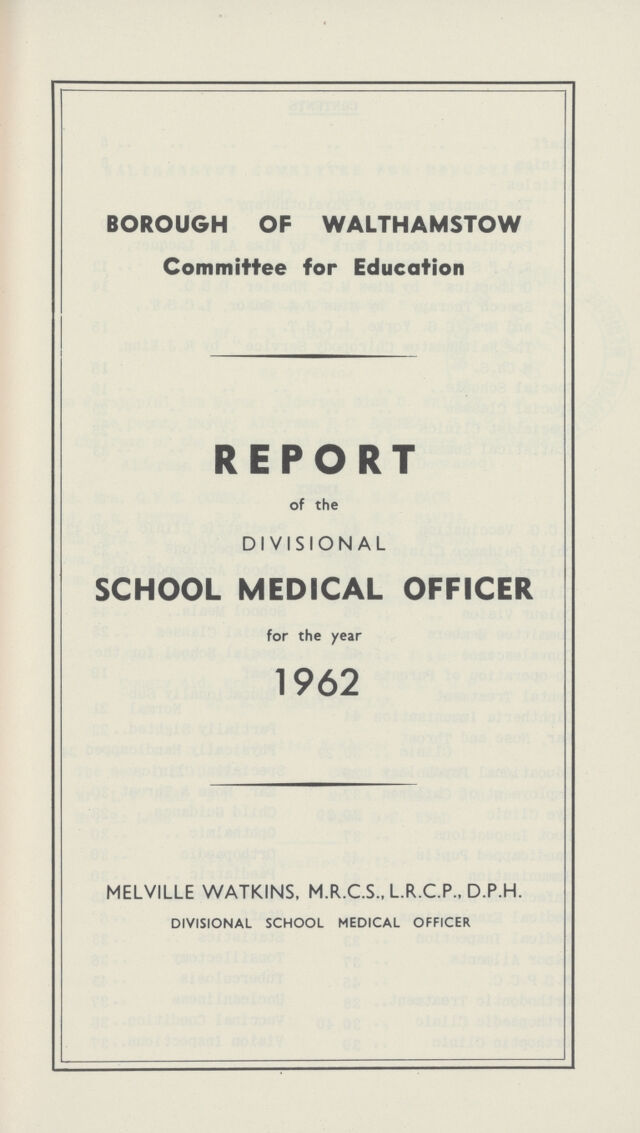 BOROUGH OF WALTHAMSTOW
Committee for Education
REPORT
of the
DIVISIONAL
SCHOOL MEDICAL OFFICER
for the year
1962
MELVILLE WATKINS, M.R.C.S., L.R.C.P., D.P.H.
DIVISIONAL SCHOOL MEDICAL OFFICER